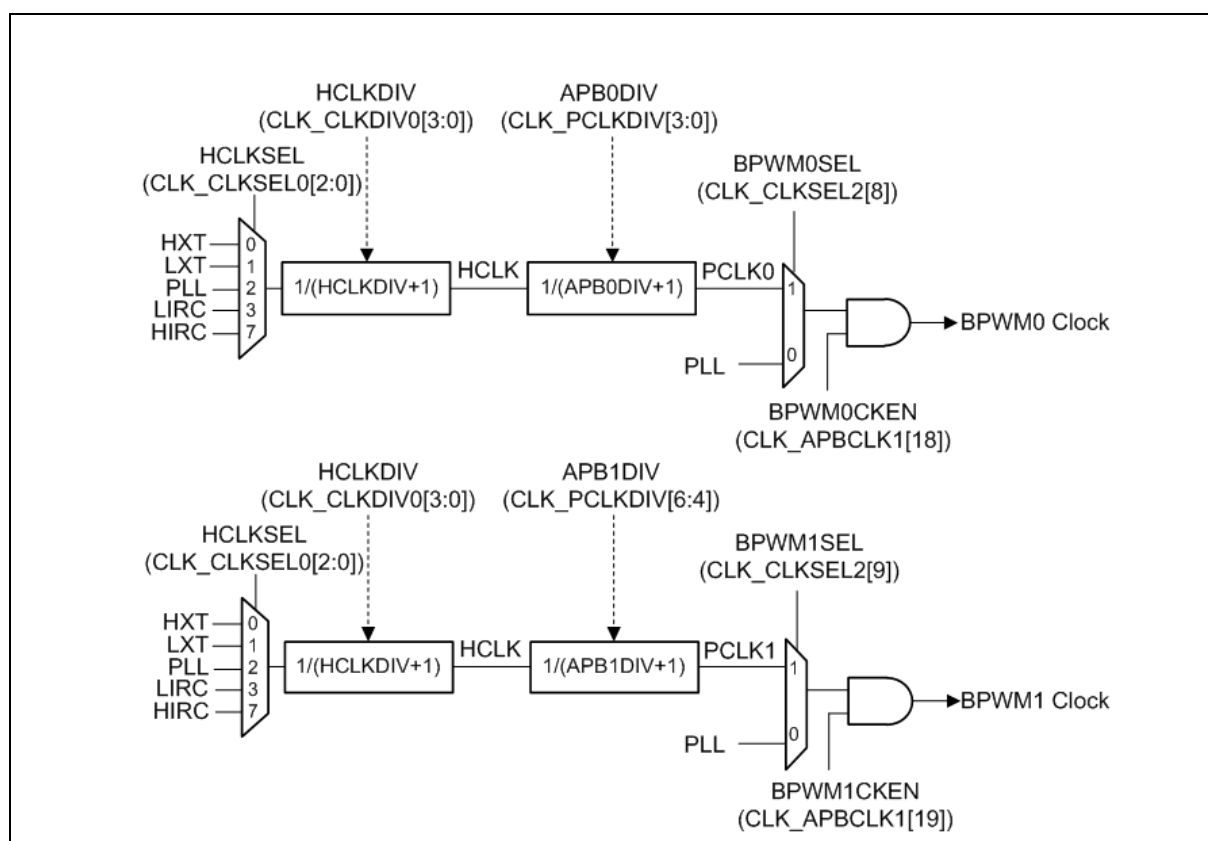 HCLKDIV
(CLK_CLKDIV0[3:0])
APB0DIV
(CLK_PCLKDIV[3:0])
HCLKSEL
(CLK_CLKSEL0[2:0])
BPWM0SEL
(CLK_CLKSEL2[8])
HXT 0
LXT 1
PLL 2
LIRC 3
HIRC 7
1/(HCLKDIV+1)
HCLK
1/(APB0DIV+1)
PCLK0
1
0
PLL
BPWM0 Clock
BPWM0CKEN
(CLK_APBCLK1[18])
HCLKDIV
(CLK_CLKDIV0[3:0])
APB1DIV
(CLK_PCLKDIV[6:4])
HCLKSEL
(CLK_CLKSEL0[2:0])
BPWM1SEL
(CLK_CLKSEL2[9])
HXT 0
LXT 1
PLL 2
LIRC 3
HIRC 7
1/(HCLKDIV+1)
HCLK
1/(APB1DIV+1)
PCLK1
1
0
PLL
BPWM1 Clock
BPWM1CKEN
(CLK_APBCLK1[19])